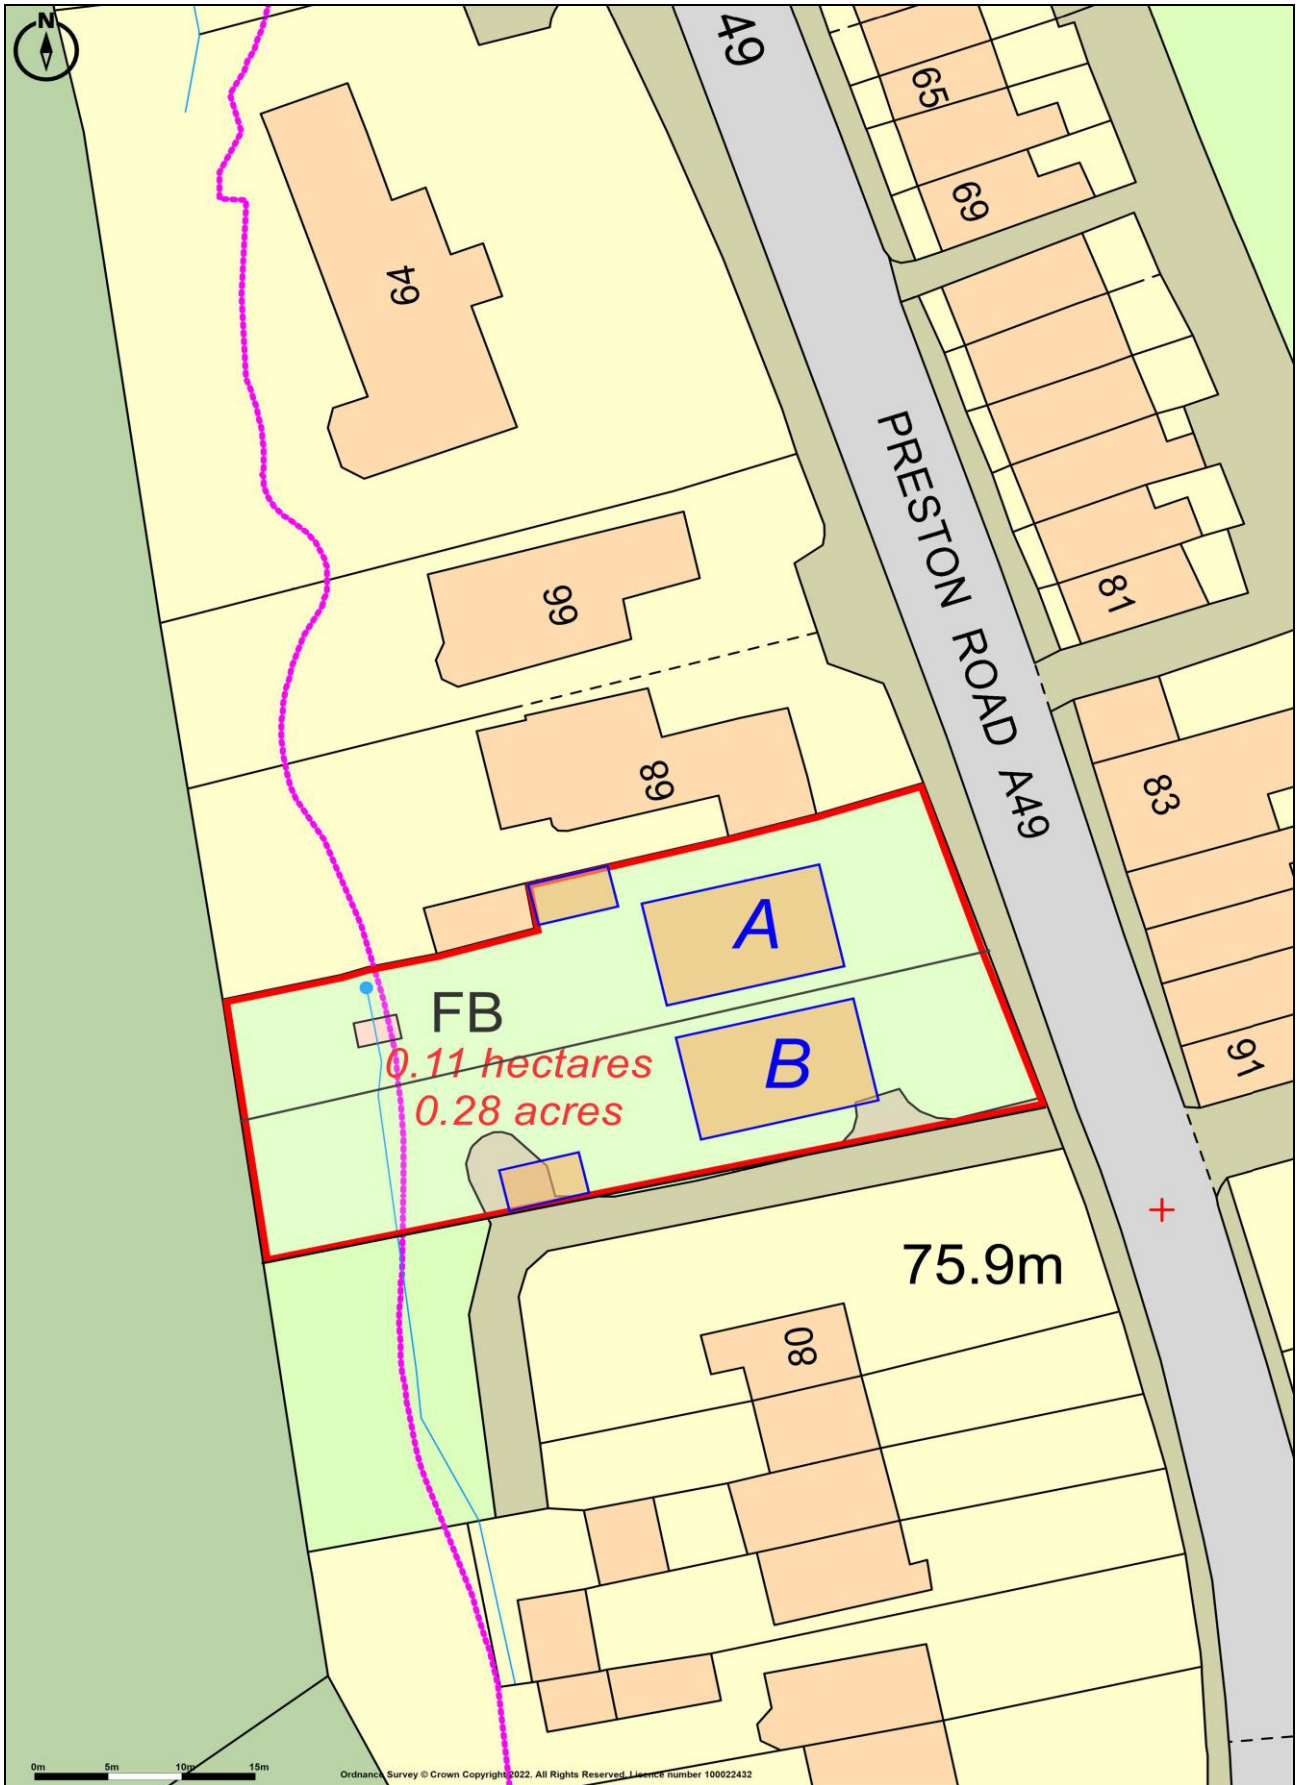 N
49
65
69
64
PRESTON ROAD A49
66
81
68
83
A
FB
B
0.11 hectares
0.28 acres
91
75.9m
80
0m 5m 10m 15m
Ordnance Survey © Crown Copyright 2022. All Rights Reserved. Licence number 100022432